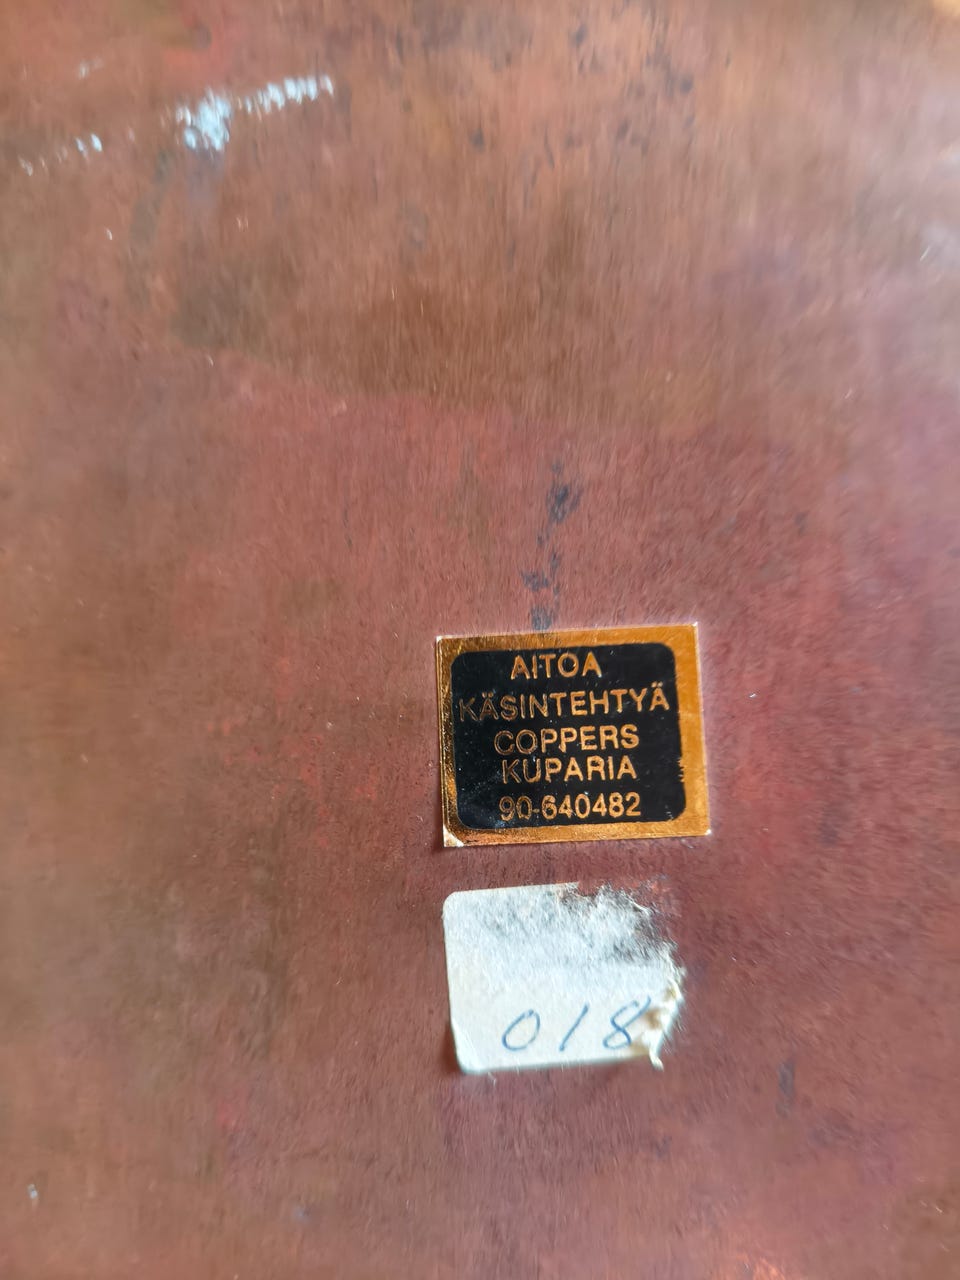 AITOA
KÄSINTEHTYÄ
COPPERS
KUPARIA
90-640482
018